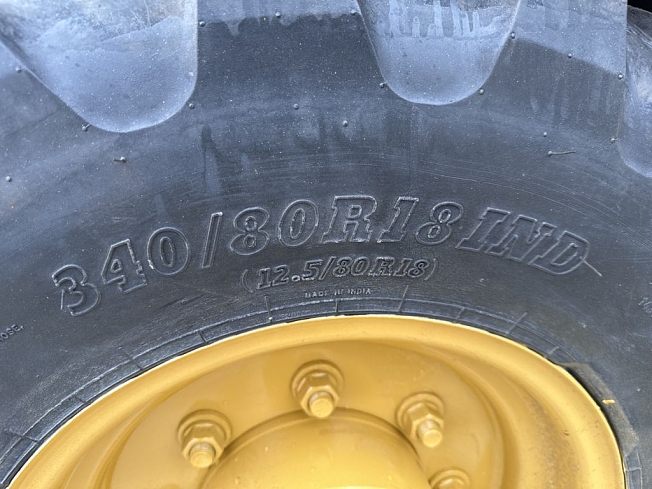 340/80R18 IND
(12.5/80R18)
MADE IN INDIA